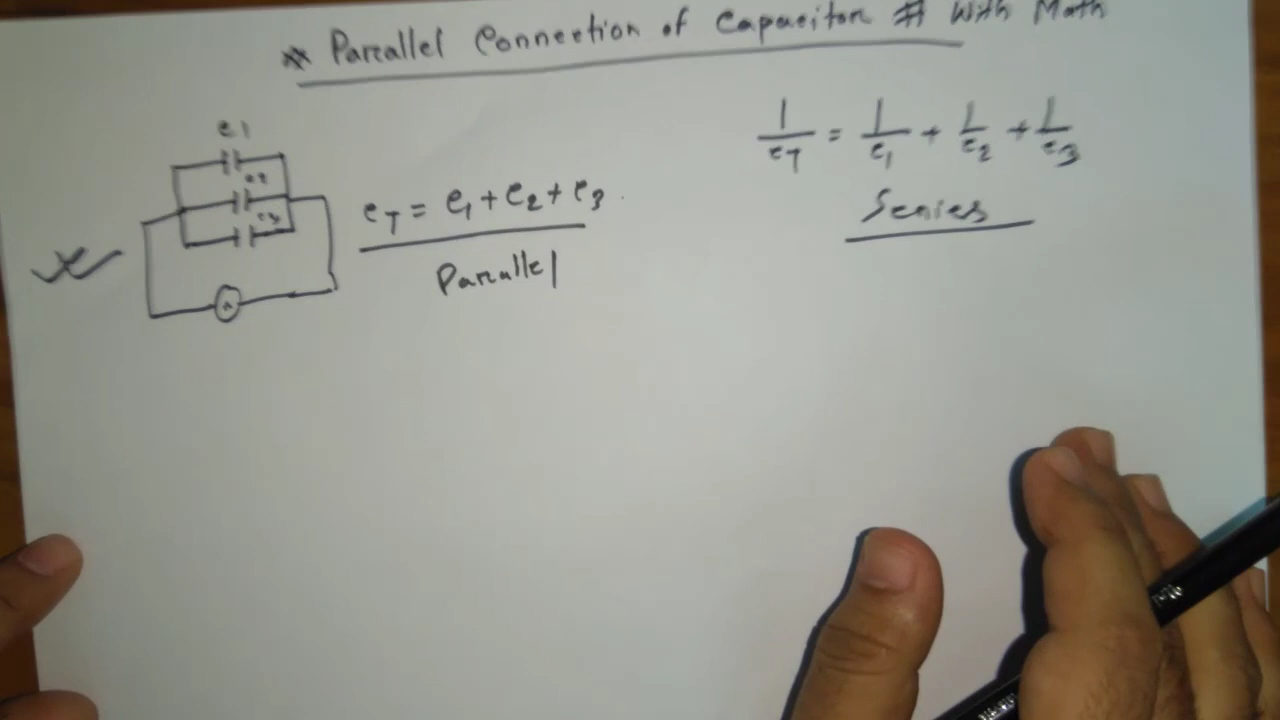 * Parallel Connection of Capacitor # With Math
C1
C2
C3
CT = C1 + C2 + C3
Parallel
1/CT = 1/C1 + 1/C2 + 1/C3
Series